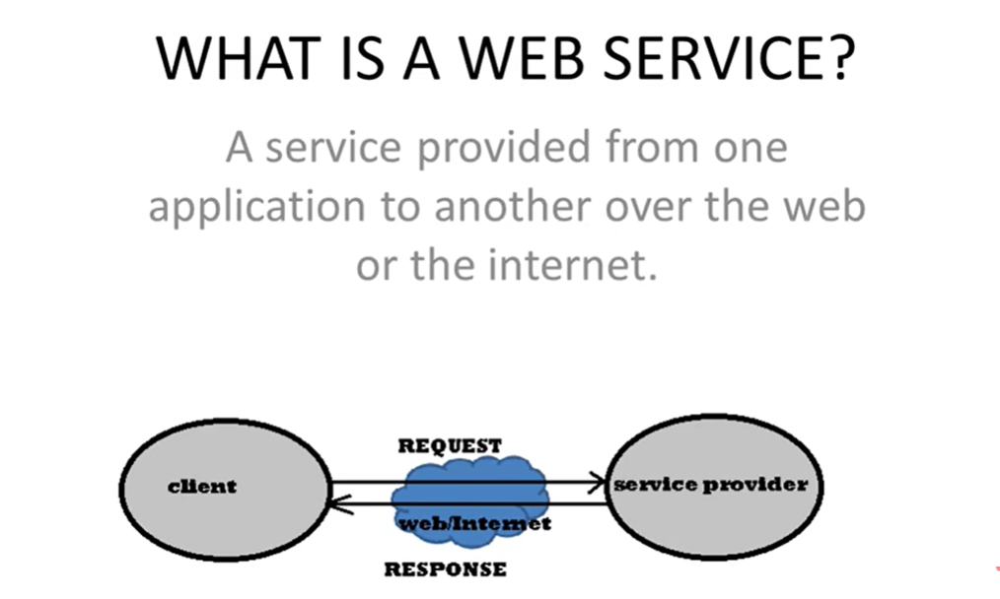 WHAT IS A WEB SERVICE?
A service provided from one
application to another over the web
or the internet.
REQUEST
client
service provider
web/Internet
RESPONSE